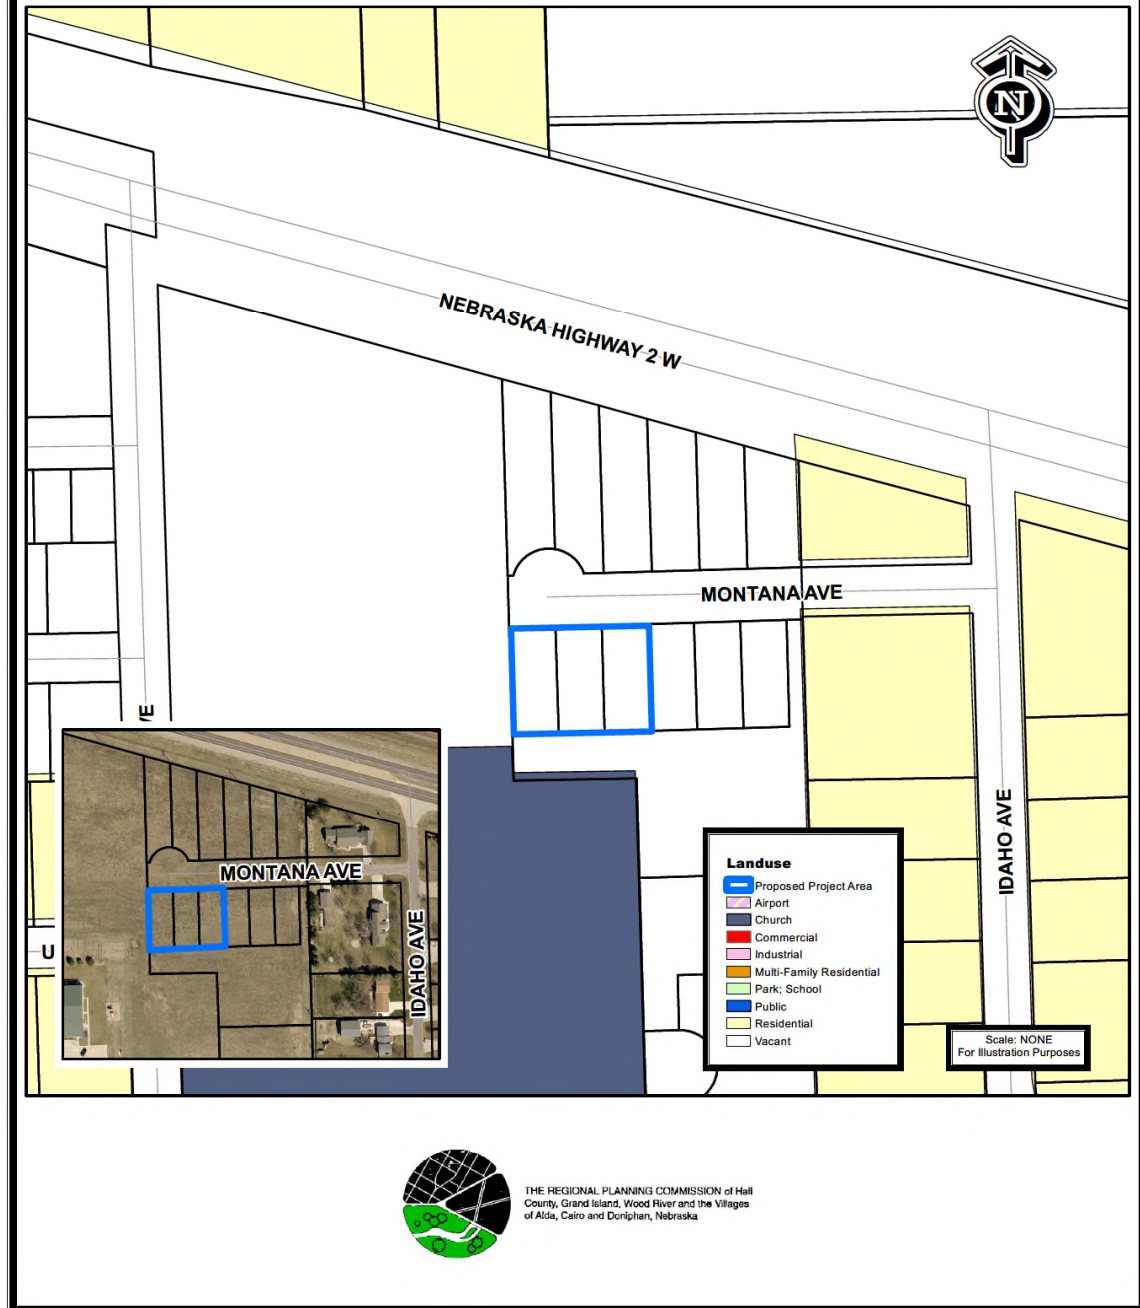 N
NEBRASKA HIGHWAY 2 W
MONTANA AVE
VE
MONTANA AVE
U
IDAHO AVE
IDAHO AVE
Landuse
Proposed Project Area
Airport
Church
Commercial
Industrial
Multi-Family Residential
Park; School
Public
Residential
Vacant
Scale: NONE
For Illustration Purposes
THE REGIONAL PLANNING COMMISSION of Hall
County, Grand Island, Wood River and the Villages
of Alda, Cairo and Doniphan, Nebraska